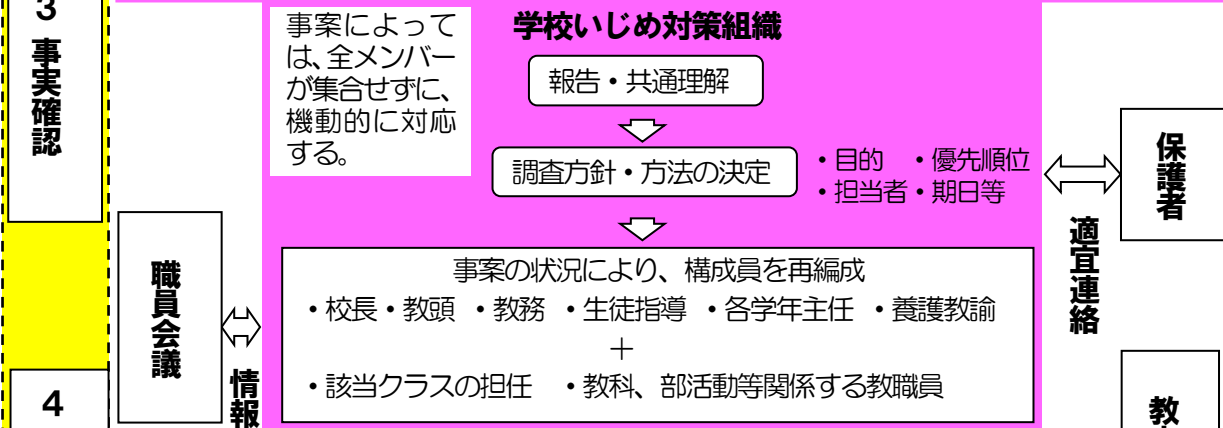 3
事実確認
事案によって
は、全メンバー
が集合せずに、
機動的に対応
する。
学校いじめ対策組織
報告・共通理解
調査方針・方法の決定
・目的 ・優先順位
・担当者・期日等
保護者
適宜連絡
職員会議
情報
事案の状況により、構成員を再編成
・校長・教頭 ・教務 ・生徒指導 ・各学年主任 ・養護教諭
＋
・該当クラスの担任 ・教科、部活動等関係する教職員
4
教